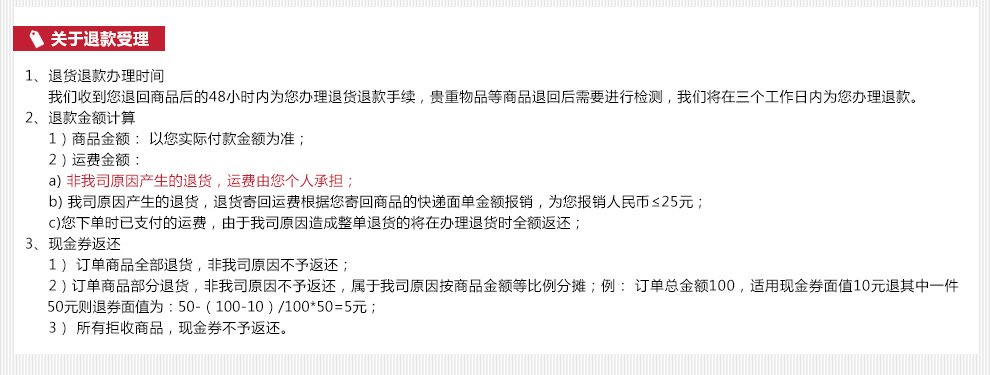 关于退款受理
1、退货退款办理时间
我们收到您退回商品后的48小时内为您办理退货退款手续，贵重物品等商品退回后需要进行检测，我们将在三个工作日内为您办理退款。
2、退款金额计算
1）商品金额： 以您实际付款金额为准；
2）运费金额：
a) 非我司原因产生的退货，运费由您个人承担；
b) 我司原因产生的退货，退货寄回运费根据您寄回商品的快递面单金额报销，为您报销人民币≤25元；
c)您下单时已支付的运费，由于我司原因造成整单退货的将在办理退货时全额返还；
3、现金券返还
1） 订单商品全部退货，非我司原因不予返还；
2）订单商品部分退货，非我司原因不予返还，属于我司原因按商品金额等比例分摊；例： 订单总金额100，适用现金券面值10元退其中一件
50元则退券面值为：50-（100-10）/100*50=5元；
3） 所有拒收商品，现金券不予返还。